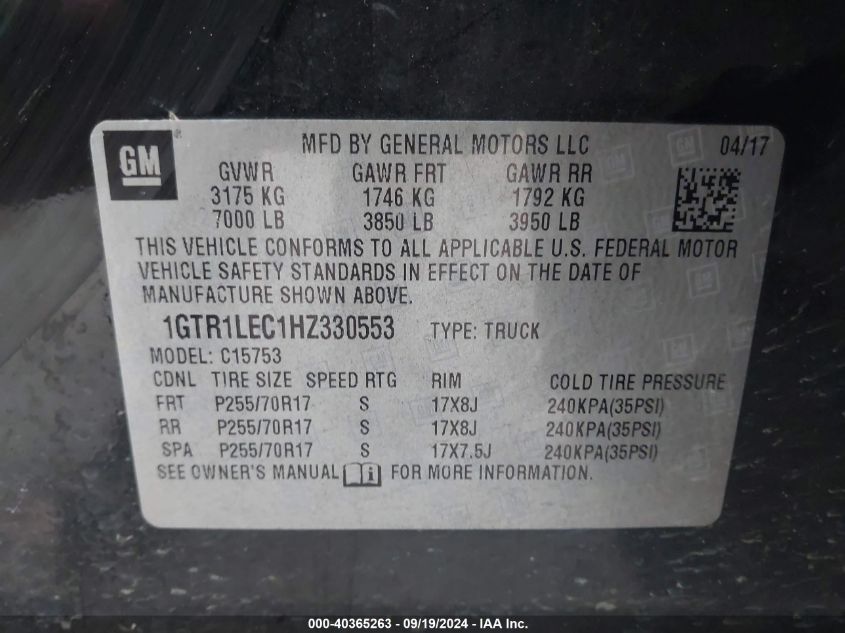 GM MFD BY GENERAL MOTORS LLC 04/17
GVWR GAWR FRT GAWR RR
3175 KG 1746 KG 1792 KG
7000 LB 3850 LB 3950 LB
THIS VEHICLE CONFORMS TO ALL APPLICABLE U.S. FEDERAL MOTOR
VEHICLE SAFETY STANDARDS IN EFFECT ON THE DATE OF
MANUFACTURE SHOWN ABOVE.
1GTR1LEC1HZ330553 TYPE: TRUCK
MODEL: C15753
CDNL TIRE SIZE SPEED RTG RIM COLD TIRE PRESSURE
FRT P255/70R17 S 17X8J 240KPA(35PSI)
RR P255/70R17 S 17X8J 240KPA(35PSI)
SPA P255/70R17 S 17X7.5J 240KPA(35PSI)
SEE OWNER'S MANUAL FOR MORE INFORMATION.
000-40365263 - 09/19/2024 - IAA Inc.